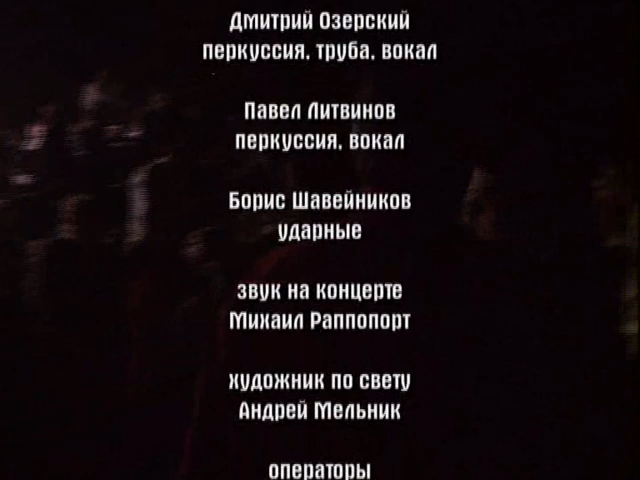 Дмитрий Озерский
перкуссия, труба, вокал
Павел Литвинов
перкуссия, вокал
Борис Шавейников
ударные
звук на концерте
Михаил Раппопорт
художник по свету
Андрей Мельник
операторы